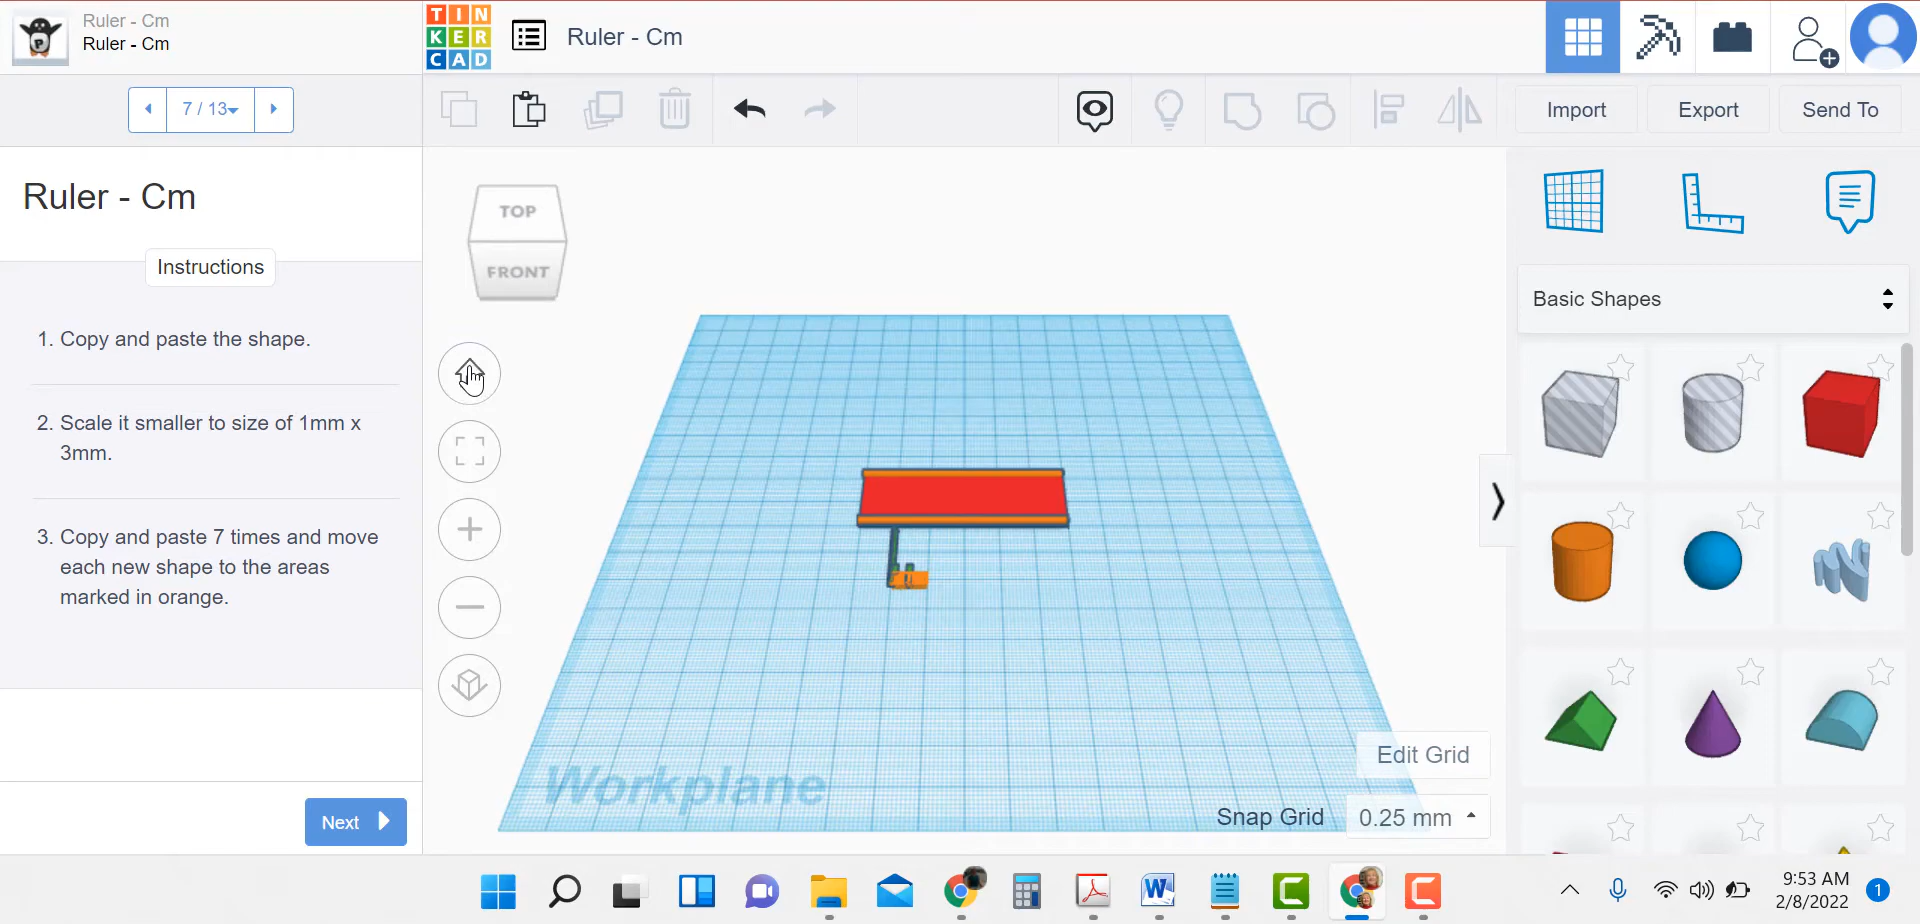 Ruler - Cm
Ruler - Cm
TIN
KER
CAD
Ruler - Cm
7 / 13
Import
Export
Send To
Ruler - Cm
Instructions
1. Copy and paste the shape.
2. Scale it smaller to size of 1mm x
3mm.
3. Copy and paste 7 times and move
each new shape to the areas
marked in orange.
Next
TOP
FRONT
Workplane
Edit Grid
Snap Grid
0.25 mm
Basic Shapes
9:53 AM
2/8/2022
1